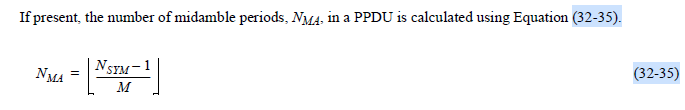 If present, the number of midamble periods, N_MA, in a PPDU is calculated using Equation (32-35).
N_MA = ⌊(N_SYM – 1) / M⌋ (32-35)